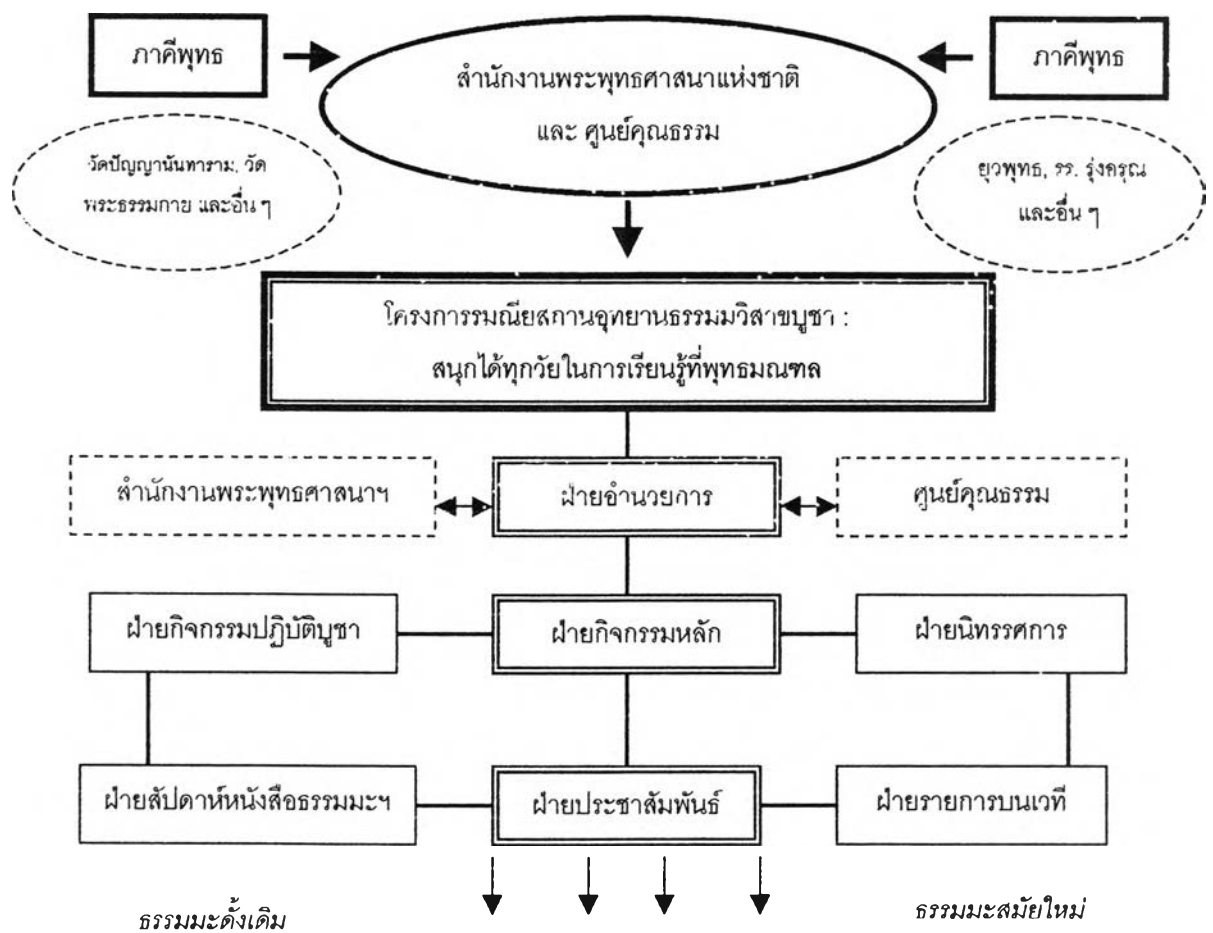 ภาคีพุทธ
สำนักงานพระพุทธศาสนาแห่งชาติ
และ ศูนย์คุณธรรม
ภาคีพุทธ
วัดปัญญานันทาราม, วัด
พระธรรมกาย และอื่น ๆ
ยุวพุทธ, รร. รุ่งอรุณ
และอื่น ๆ
โครงการรมณียสถานอุทยานธรรมมวิสาขบูชา :
สนุกได้ทุกวัยในการเรียนรู้ที่พุทธมณฑล
สำนักงานพระพุทธศาสนาฯ
ฝ่ายอำนวยการ
ศูนย์คุณธรรม
ฝ่ายกิจกรรมปฏิบัติบูชา
ฝ่ายกิจกรรมหลัก
ฝ่ายนิทรรศการ
ฝ่ายสัปดาห์หนังสือธรรมมะฯ
ฝ่ายประชาสัมพันธ์
ฝ่ายรายการบนเวที
ธรรมมะดั้งเดิม
ธรรมมะสมัยใหม่